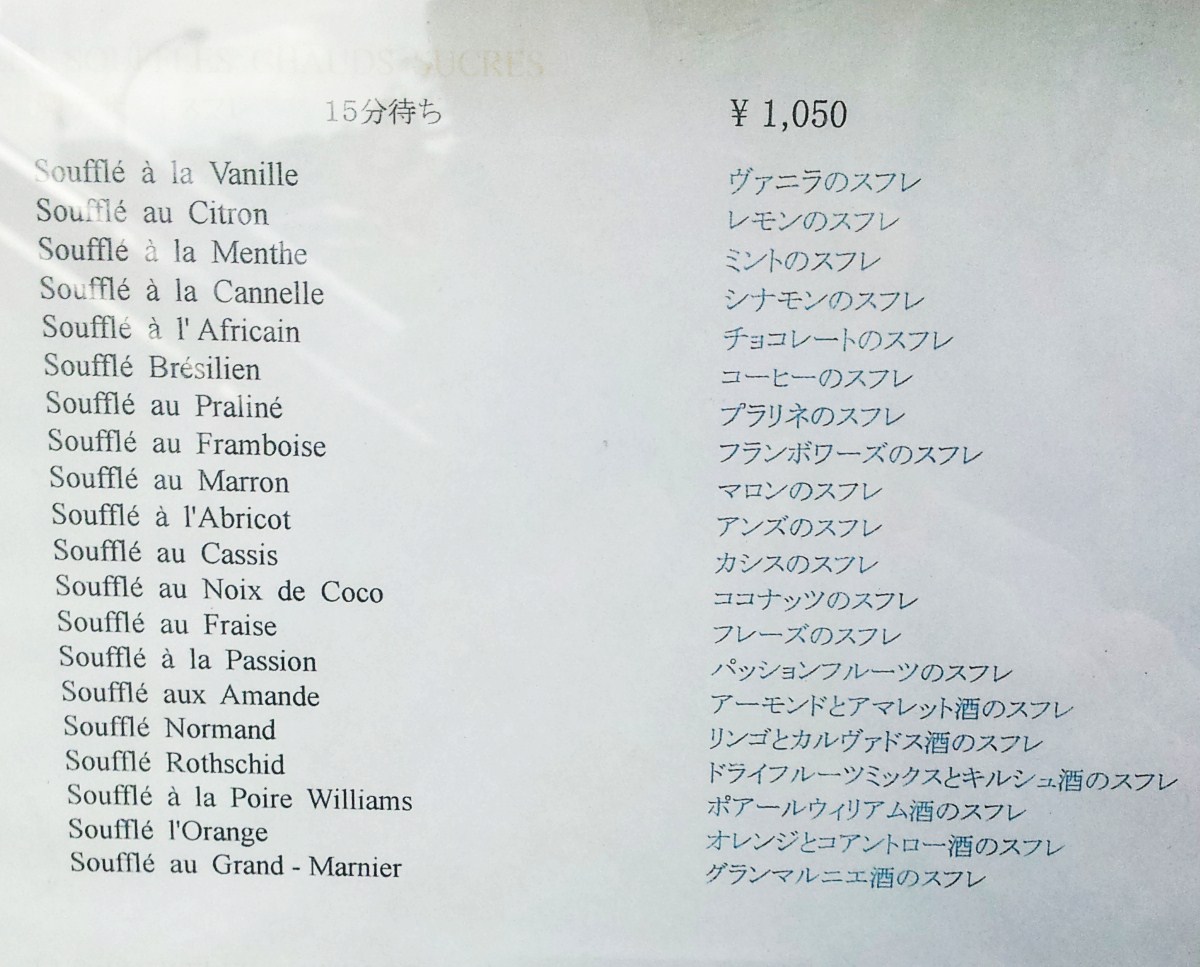 SOUFFLES CHAUDS SUCRES
15分待ち ¥ 1,050
Soufflé à la Vanille ヴァニラのスフレ
Soufflé au Citron レモンのスフレ
Soufflé à la Menthe ミントのスフレ
Soufflé à la Cannelle シナモンのスフレ
Soufflé à l' Africain チョコレートのスフレ
Soufflé Brésilien コーヒーのスフレ
Soufflé au Praliné プラリネのスフレ
Soufflé au Framboise フランボワーズのスフレ
Soufflé au Marron マロンのスフレ
Soufflé à l'Abricot アンズのスフレ
Soufflé au Cassis カシスのスフレ
Soufflé au Noix de Coco ココナッツのスフレ
Soufflé au Fraise フレーズのスフレ
Soufflé à la Passion パッションフルーツのスフレ
Soufflé aux Amande アーモンドとアマレット酒のスフレ
Soufflé Normand リンゴとカルヴァドス酒のスフレ
Soufflé Rothschid ドライフルーツミックスとキルシュ酒のスフレ
Soufflé à la Poire Williams ポアールウィリアム酒のスフレ
Soufflé l'Orange オレンジとコアントロー酒のスフレ
Soufflé au Grand - Marnier グランマルニエ酒のスフレ